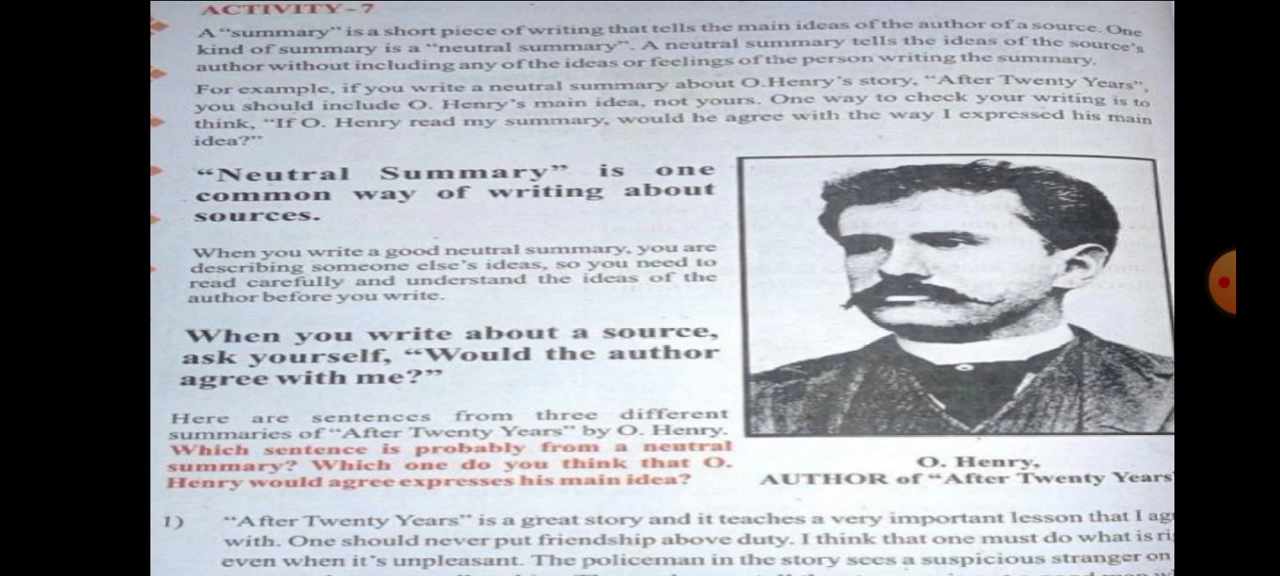 ACTIVITY-7
A "summary" is a short piece of writing that tells the main ideas of the author of a source. One
kind of summary is a "neutral summary". A neutral summary tells the ideas of the source's
author without including any of the ideas or feelings of the person writing the summary.
For example, if you write a neutral summary about O.Henry's story, "After Twenty Years",
you should include O. Henry's main idea, not yours. One way to check your writing is to
think, "If O. Henry read my summary, would he agree with the way I expressed his main
idea?"
"Neutral Summary" is one
common way of writing about
sources.
When you write a good neutral summary, you are
describing someone else's ideas, so you need to
read carefully and understand the ideas of the
author before you write.
When you write about a source,
ask yourself, "Would the author
agree with me?"
Here are sentences from three different
summaries of "After Twenty Years" by O. Henry.
Which sentence is probably from a neutral
summary? Which one do you think that O.
Henry would agree expresses his main idea?
O. Henry,
AUTHOR of "After Twenty Years
1) "After Twenty Years" is a great story and it teaches a very important lesson that I
with. One should never put friendship above duty. I think that one must do what is
even when it's unpleasant. The policeman in the story sees a suspicious stranger on